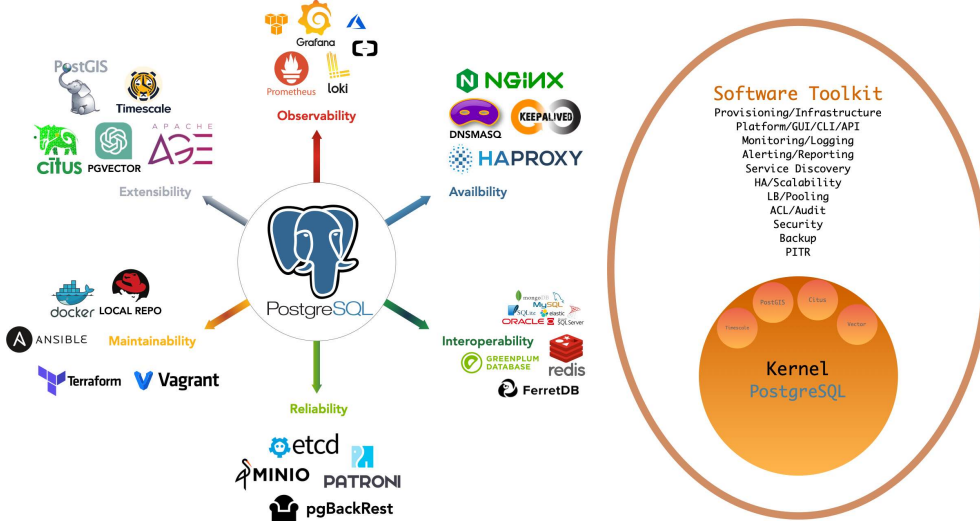 Grafana
Prometheus
loki
Observability
PostGIS
Timescale
citus
PGVECTOR
APACHE
AGE
Extensibility
NGiNX
DNSMASQ
KEEPALIVED
HAPROXY
Availbility
PostgreSQL
docker
LOCAL REPO
A
ANSIBLE
Maintainability
Terraform
Vagrant
mongoDB
MySQL
SQLite
elastic
ORACLE
SQL Server
Interoperability
GREENPLUM
DATABASE
redis
FerretDB
Reliability
etcd
MINIO
PATRONI
pgBackRest
Software Toolkit
Provisioning/Infrastructure
Platform/GUI/CLI/API
Monitoring/Logging
Alerting/Reporting
Service Discovery
HA/Scalability
LB/Pooling
ACL/Audit
Security
Backup
PITR
PostGIS
Citus
Timescale
Vector
Kernel
PostgreSQL